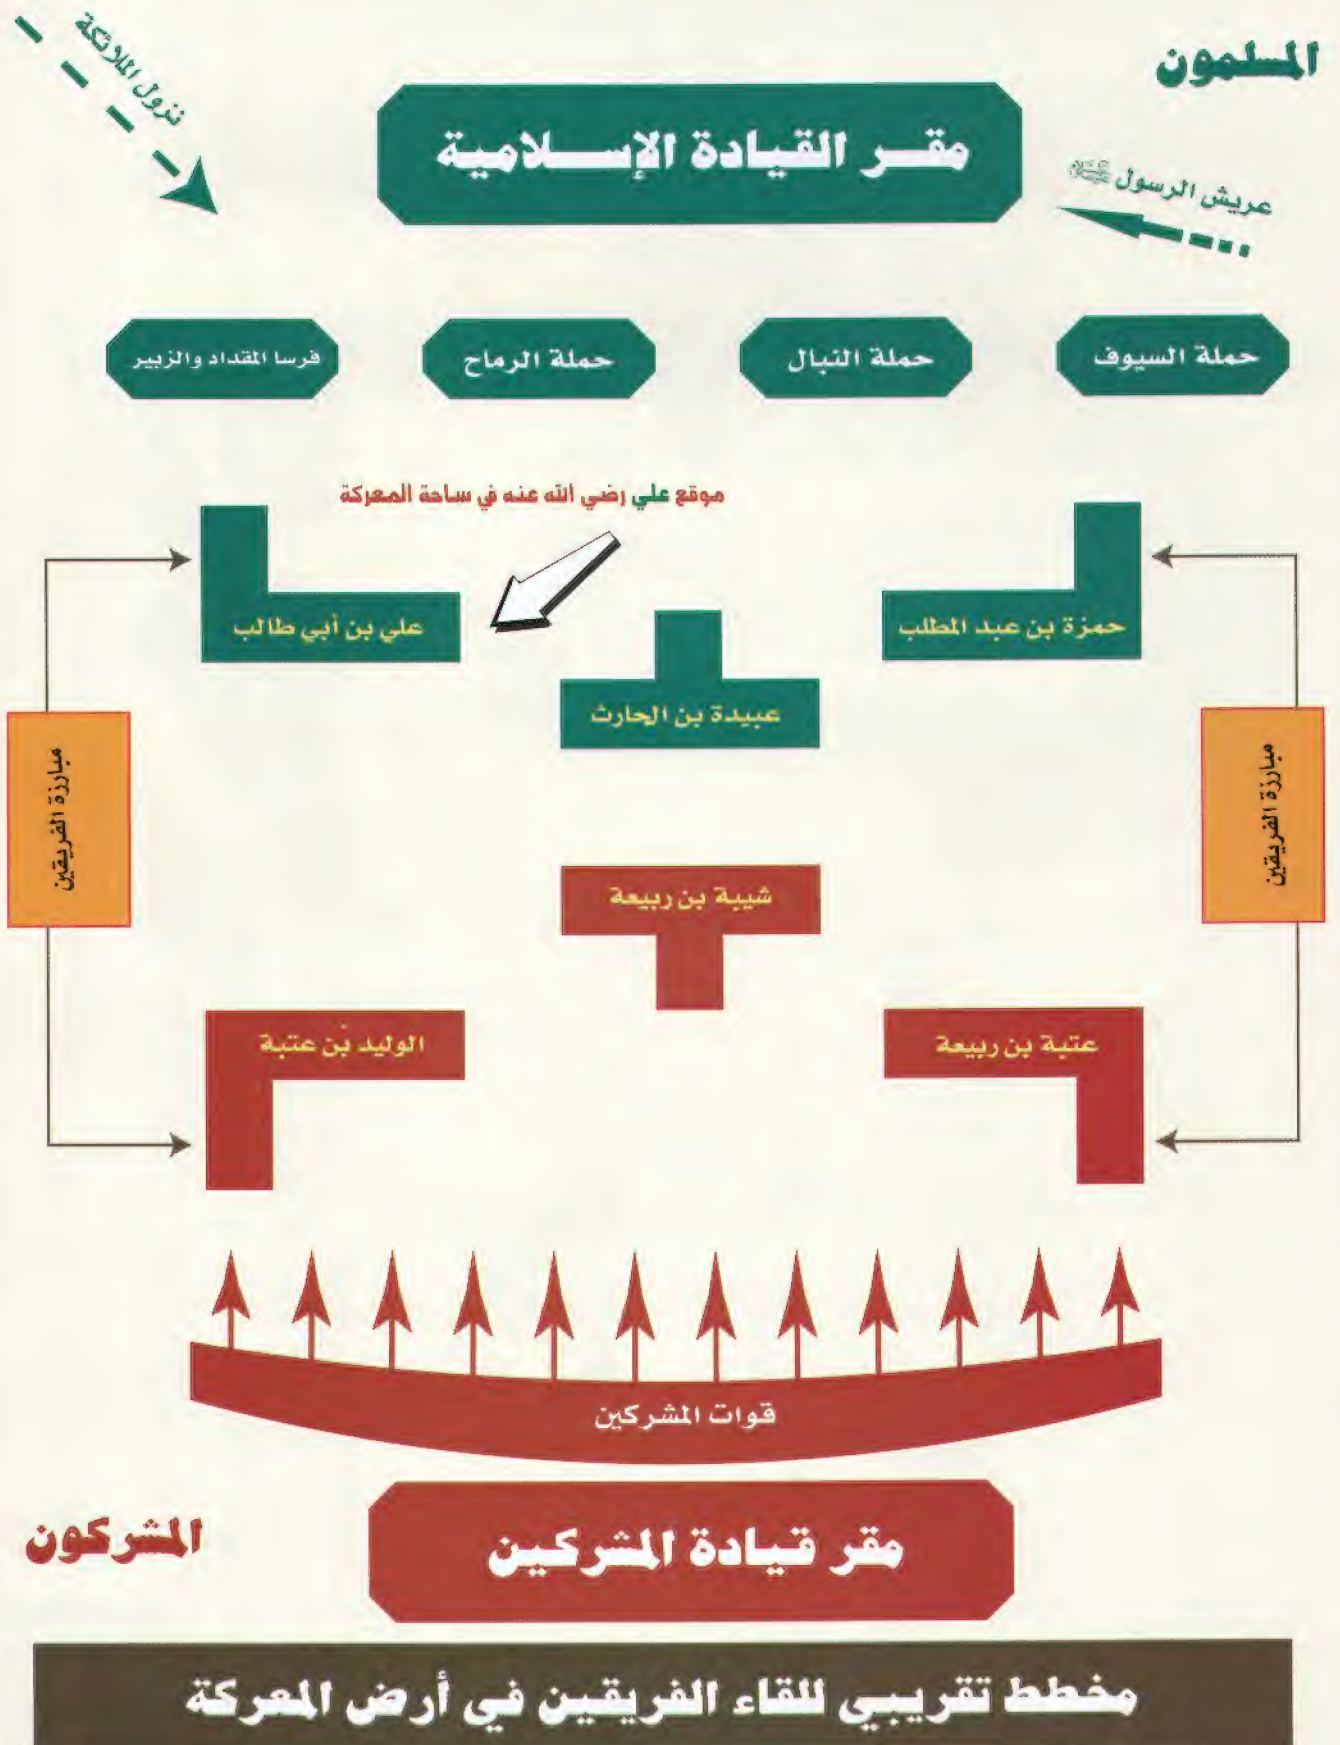 المسلمون
نزول الملائكة
مقر القيادة الإسلامية
عريش الرسول ﷺ
حملة السيوف
حملة النبال
حملة الرماح
فرسا المقداد والزبير
موقع علي رضي الله عنه في ساحة المعركة
حمزة بن عبد المطلب
علي بن أبي طالب
عبيدة بن الحارث
مبارزة الفريقين
مبارزة الفريقين
شيبة بن ربيعة
عتبة بن ربيعة
الوليد بن عتبة
قوات المشركين
مقر قيادة المشركين
المشركون
مخطط تقريبي للقاء الفريقين في أرض المعركة